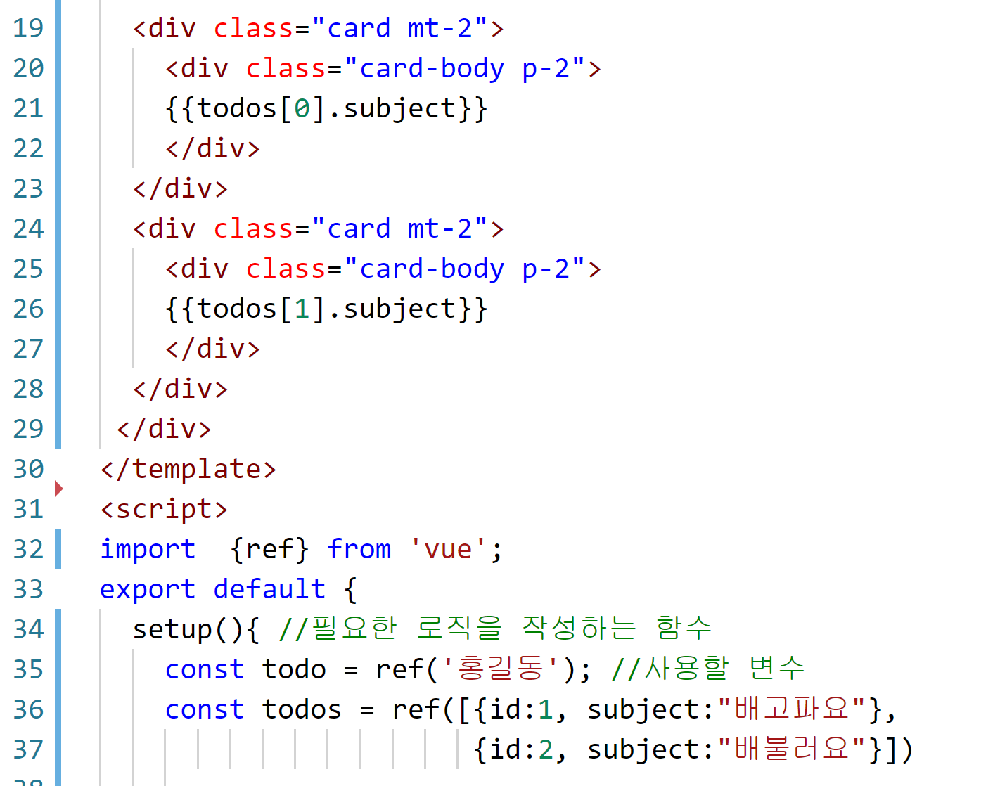 19 <div class="card mt-2">
20 <div class="card-body p-2">
21 {{todos[0].subject}}
22 </div>
23 </div>
24 <div class="card mt-2">
25 <div class="card-body p-2">
26 {{todos[1].subject}}
27 </div>
28 </div>
29 </div>
30 </template>
31 <script>
32 import  {ref} from 'vue';
33 export default {
34 setup(){ //필요한 로직을 작성하는 함수
35 const todo = ref('홍길동'); //사용할 변수
36 const todos = ref([{id:1, subject:"배고파요"},
37 {id:2, subject:"배불러요"}])
38